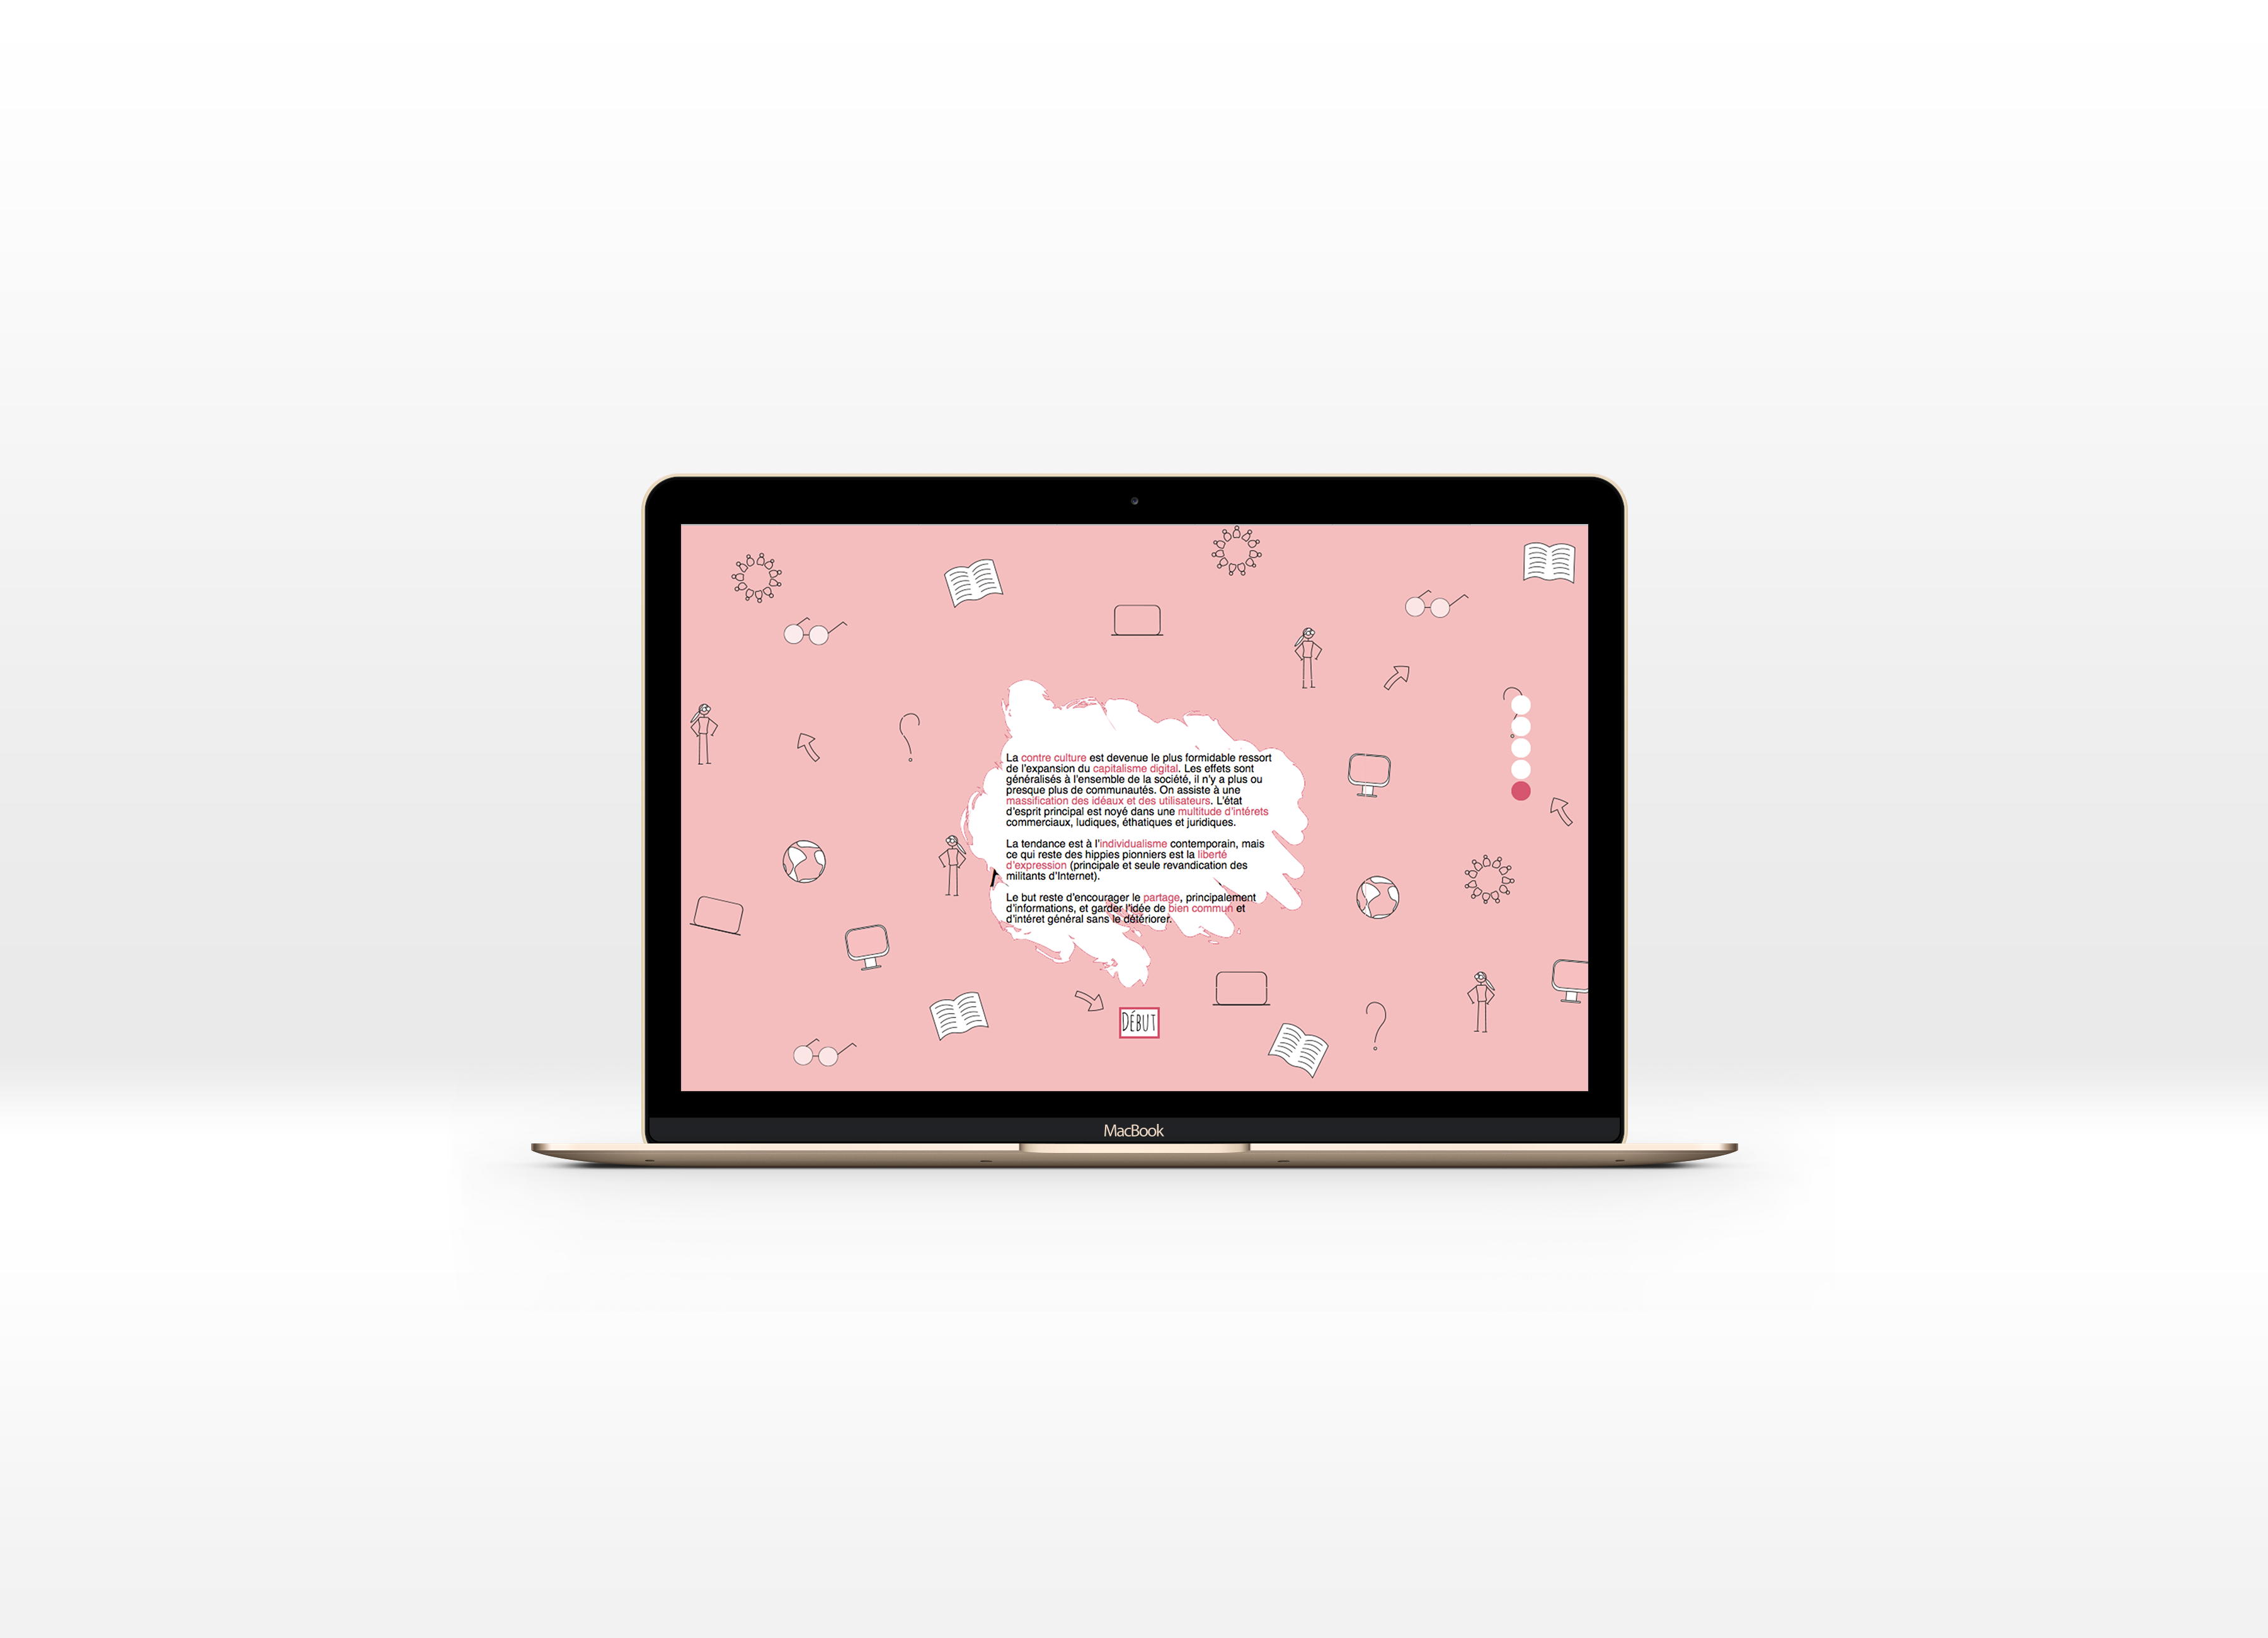 La contre culture est devenue le plus formidable ressort
de l'expansion du capitalisme digital. Les effets sont
généralisés à l'ensemble de la société, il n'y a plus ou
presque plus de communautés. On assiste à une
massification des idéaux et des utilisateurs. L'état
d'esprit principal est noyé dans une multitude d'intérets
commerciaux, ludiques, éthatiques et juridiques.
La tendance est à l'individualisme contemporain, mais
ce qui reste des hippies pionniers est la liberté
d'expression (principale et seule revandication des
militants d'Internet).
Le but reste d'encourager le partage, principalement
d'informations, et garder l'idée de bien commun et
d'intéret général sans le détériorer.
DÉBUT
MacBook